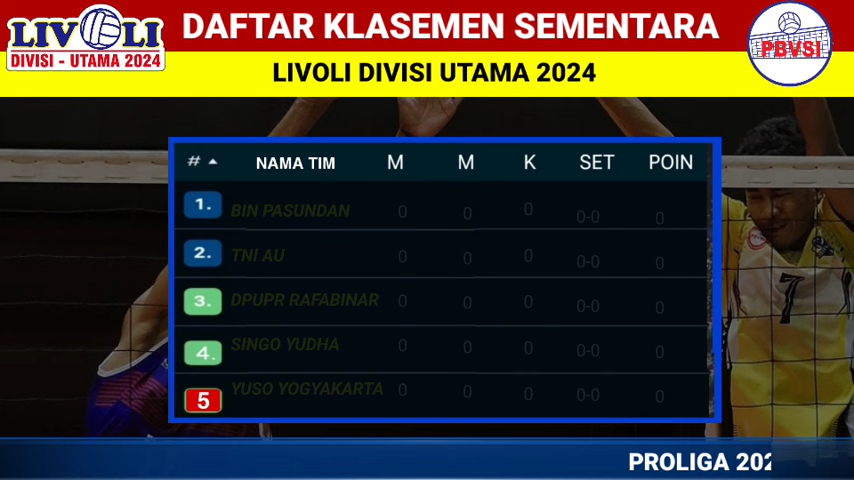 LIVOLI
DIVISI - UTAMA 2024
DAFTAR KLASEMEN SEMENTARA
PBVSI
LIVOLI DIVISI UTAMA 2024
# NAMA TIM M M K SET POIN
1. BIN PASUNDAN 0 0 0 0-0 0
2. TNI AU 0 0 0 0-0 0
3. DPUPR RAFABINAR 0 0 0 0-0 0
4. SINGO YUDHA 0 0 0 0-0 0
5 YUSO YOGYAKARTA 0 0 0 0-0 0
7
PROLIGA 202